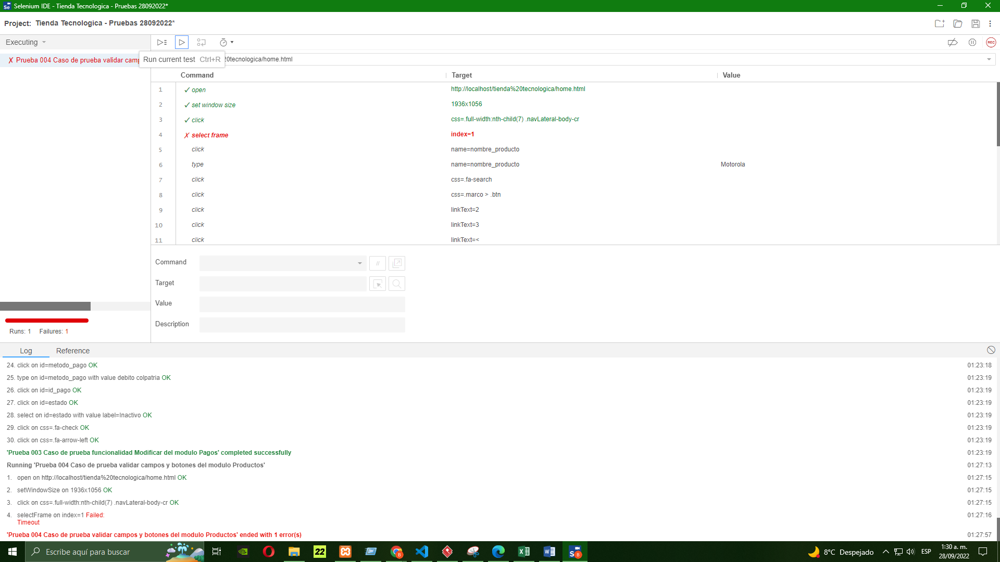 Selenium IDE - Tienda Tecnologica - Pruebas 28092022*
Project: Tienda Tecnologica - Pruebas 28092022*
Executing
Prueba 004 Caso de prueba validar camp
Run current test Ctrl+R
20tecnologica/home.html
REC
Command Target Value
1 open http://localhost/tienda%20tecnologica/home.html
2 set window size 1936x1056
3 click css=.full-width:nth-child(7) .navLateral-body-cr
4 select frame index=1
5 click name=nombre_producto
6 type name=nombre_producto Motorola
7 click css=.fa-search
8 click css=.marco > .btn
9 click linkText=2
10 click linkText=3
11 click linkText=<
Command //
Target
Value
Description
Runs: 1 Failures: 1
Log Reference
24. click on id=metodo_pago OK 01:23:18
25. type on id=metodo_pago with value debito colpatria OK 01:23:19
26. click on id=id_pago OK 01:23:19
27. click on id=estado OK 01:23:19
28. select on id=estado with value label=Inactivo OK 01:23:19
29. click on css=.fa-check OK 01:23:19
30. click on css=.fa-arrow-left OK 01:23:19
'Prueba 003 Caso de prueba funcionalidad Modificar del modulo Pagos' completed successfully 01:23:19
Running 'Prueba 004 Caso de prueba validar campos y botones del modulo Productos' 01:27:13
1. open on http://localhost/tienda%20tecnologica/home.html OK 01:27:15
2. setWindowSize on 1936x1056 OK 01:27:15
3. click on css=.full-width:nth-child(7) .navLateral-body-cr OK 01:27:15
4. selectFrame on index=1 Failed: 01:27:16
Timeout
'Prueba 004 Caso de prueba validar campos y botones del modulo Productos' ended with 1 error(s) 01:27:57
Escribe aquí para buscar
22
8°C Despejado
ESP
1:30 a. m.
28/09/2022